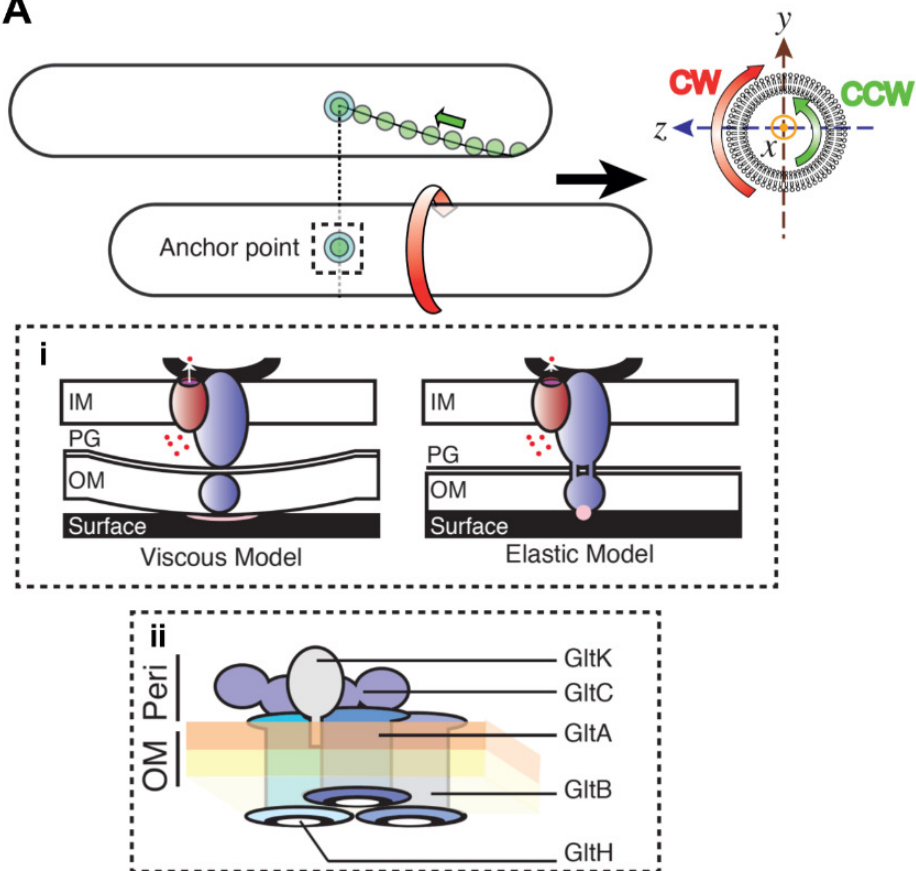 A
y
CW
CCW
z
x
Anchor point
i
IM
PG
OM
Surface
Viscous Model
IM
PG
OM
Surface
Elastic Model
ii
Peri
OM
GltK
GltC
GltA
GltB
GltH